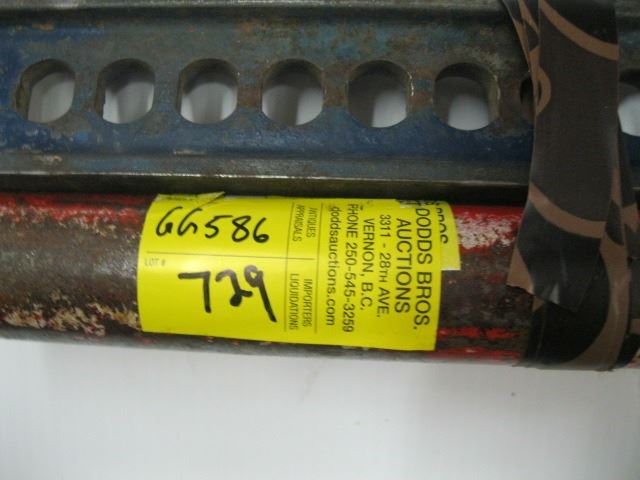 DODDS BROS.
AUCTIONS
3311 - 28TH AVE.
VERNON, B.C.
PHONE 250-545-3259
doddsauctions.com
ANTIQUES
APPRAISALS
IMPORTERS
LIQUIDATIONS
GG586
LOT #
729